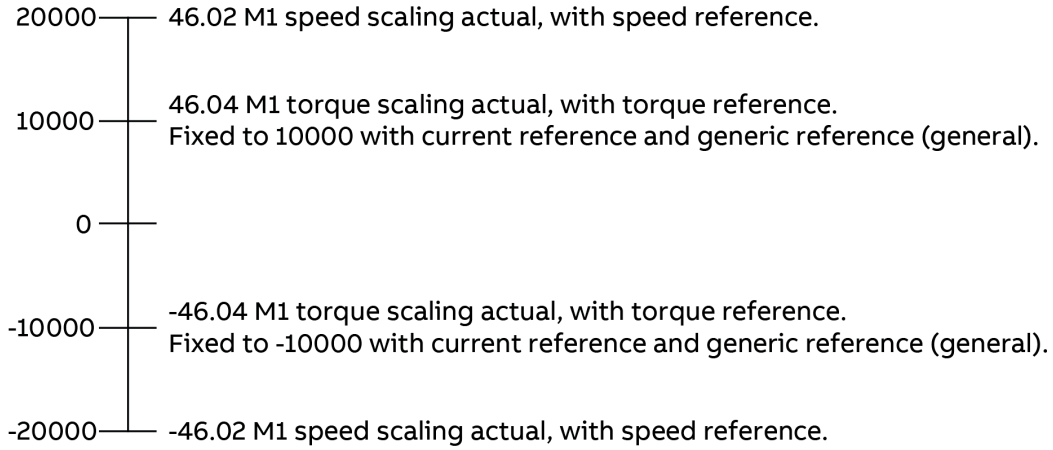 20000 46.02 M1 speed scaling actual, with speed reference.
46.04 M1 torque scaling actual, with torque reference.
10000
Fixed to 10000 with current reference and generic reference (general).
0
-46.04 M1 torque scaling actual, with torque reference.
-10000
Fixed to -10000 with current reference and generic reference (general).
-20000 -46.02 M1 speed scaling actual, with speed reference.